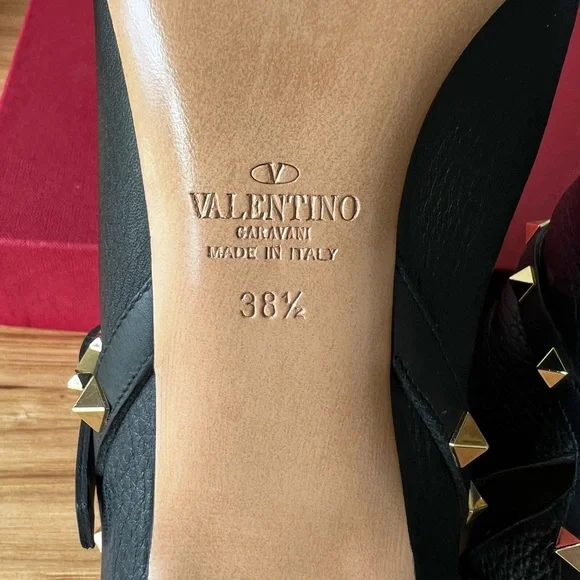 V
VALENTINO
GARAVANI
MADE IN ITALY
38½